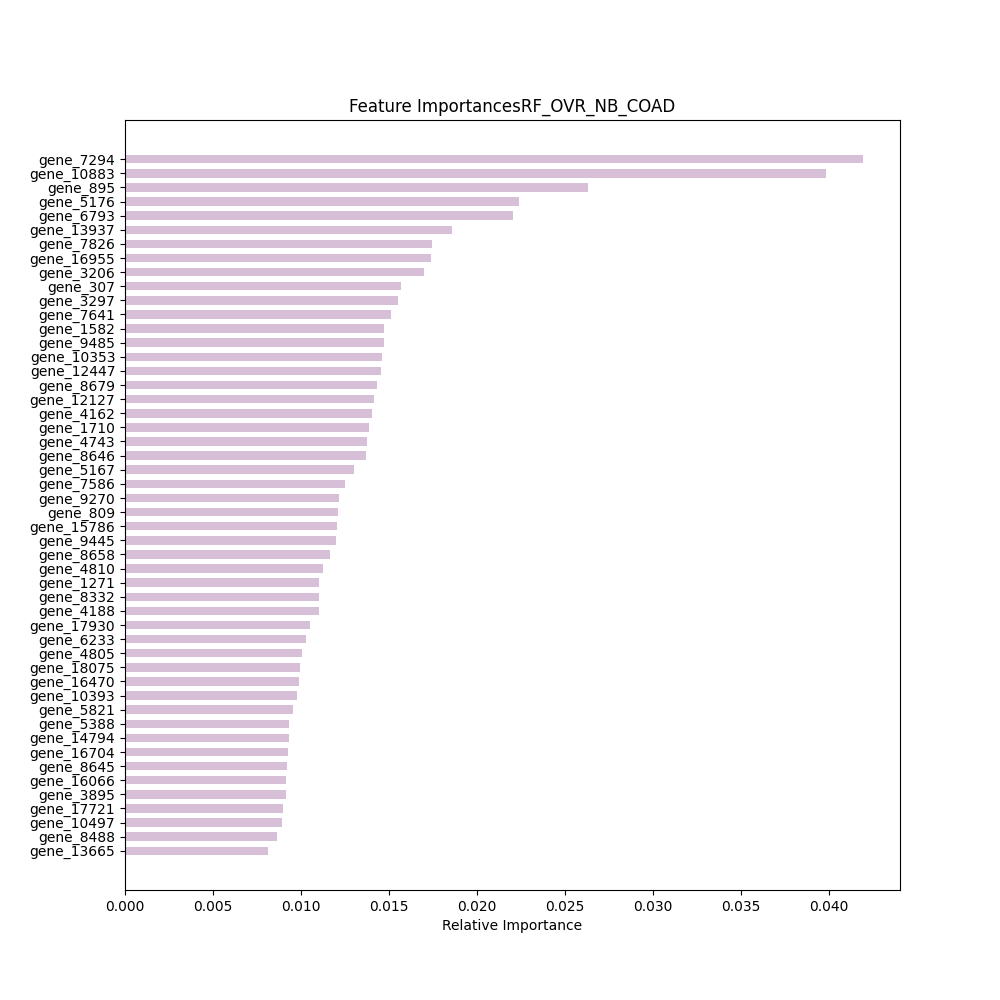 Feature ImportancesRF_OVR_NB_COAD
gene_7294
gene_10883
gene_895
gene_5176
gene_6793
gene_13937
gene_7826
gene_16955
gene_3206
gene_307
gene_3297
gene_7641
gene_1582
gene_9485
gene_10353
gene_12447
gene_8679
gene_12127
gene_4162
gene_1710
gene_4743
gene_8646
gene_5167
gene_7586
gene_9270
gene_809
gene_15786
gene_9445
gene_8658
gene_4810
gene_1271
gene_8332
gene_4188
gene_17930
gene_6233
gene_4805
gene_18075
gene_16470
gene_10393
gene_5821
gene_5388
gene_14794
gene_16704
gene_8645
gene_16066
gene_3895
gene_17721
gene_10497
gene_8488
gene_13665
0.000 0.005 0.010 0.015 0.020 0.025 0.030 0.035 0.040
Relative Importance